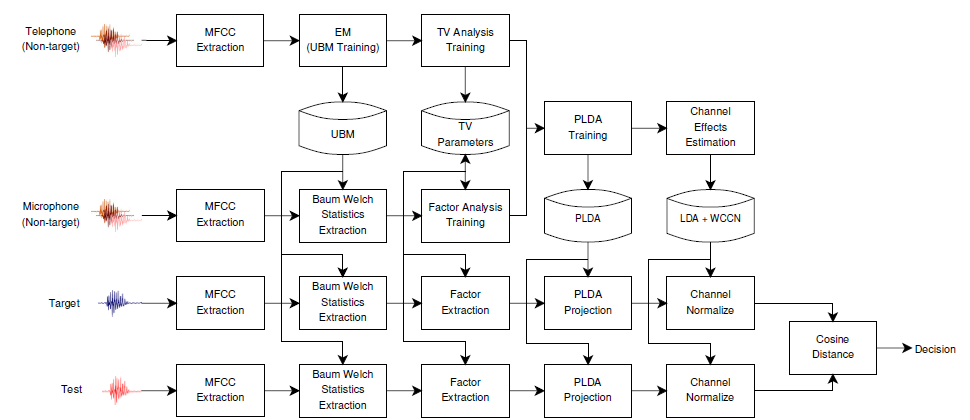 Telephone
(Non-target)
MFCC
Extraction
EM
(UBM Training)
TV Analysis
Training
UBM
TV
Parameters
PLDA
Training
Channel
Effects
Estimation
Microphone
(Non-target)
MFCC
Extraction
Baum Welch
Statistics
Extraction
Factor Analysis
Training
PLDA
LDA + WCCN
Target
MFCC
Extraction
Baum Welch
Statistics
Extraction
Factor
Extraction
PLDA
Projection
Channel
Normalize
Cosine
Distance
Decision
Test
MFCC
Extraction
Baum Welch
Statistics
Extraction
Factor
Extraction
PLDA
Projection
Channel
Normalize